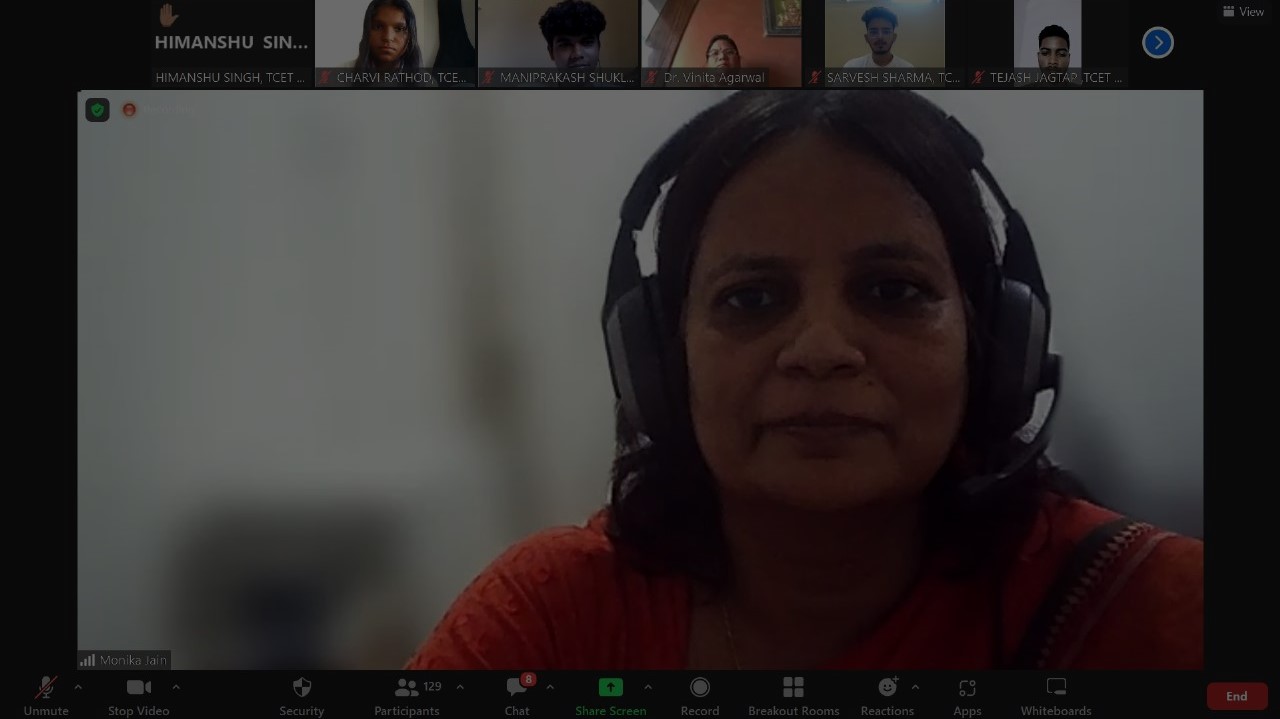 HIMANSHU SIN...
View
HIMANSHU SINGH, TCET ...
CHARVI RATHOD, TCE...
MANIPRAKASH SHUKL...
Dr. Vinita Agarwal
SARVESH SHARMA, TC...
TEJASH JAGTAP ,TCET ...
Monika Jain
129
8
Unmute
Stop Video
Security
Participants
Chat
Share Screen
Record
Breakout Rooms
Reactions
Apps
Whiteboards
End